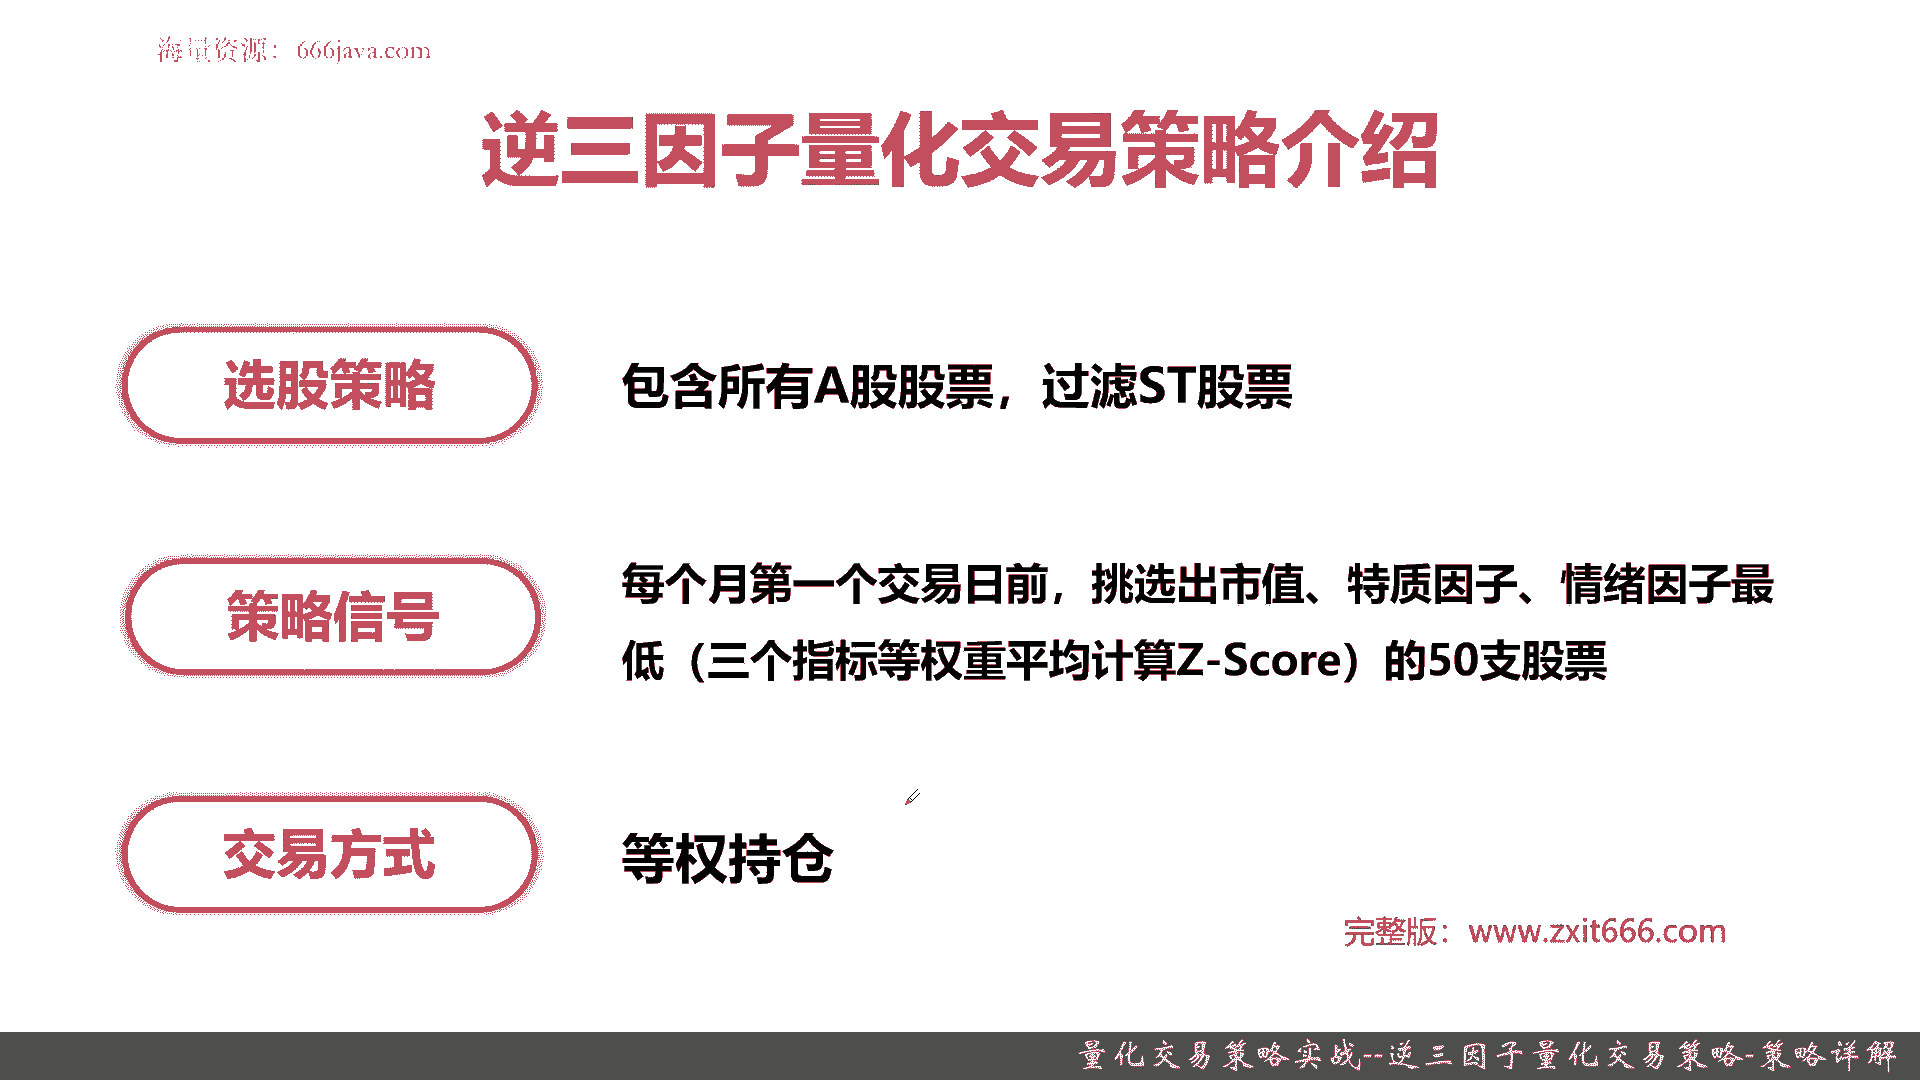 海量资源：666java.com
逆三因子量化交易策略介绍
选股策略
包含所有A股股票，过滤ST股票
策略信号
每个月第一个交易日前，挑选出市值、特质因子、情绪因子最
低（三个指标等权重平均计算Z-Score）的50支股票
交易方式
等权持仓
完整版：www.zxit666.com
量化交易策略实战--逆三因子量化交易策略-策略详解